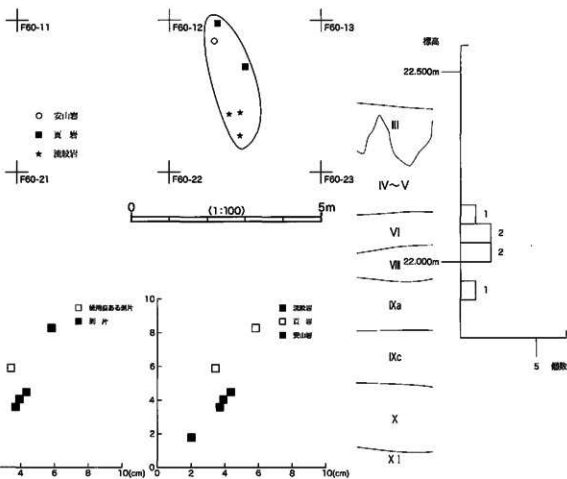 F60-11
F60-12
F60-13
標高
22.500m
○ 安山岩
■ 頁 岩
★ 流紋岩
III
F60-21
F60-22
F60-23
IV～V
0 (1:100) 5m
VI
VIII
22.000m
1
2
2
1
IXa
IXc
X
XI
5 個数
□ 使用痕ある剥片
■ 剥 片
4 6 8 10(cm)
10
8
6
4
2
0
■ 流紋岩
□ 頁 岩
■ 安山岩
2 4 6 8 10(cm)